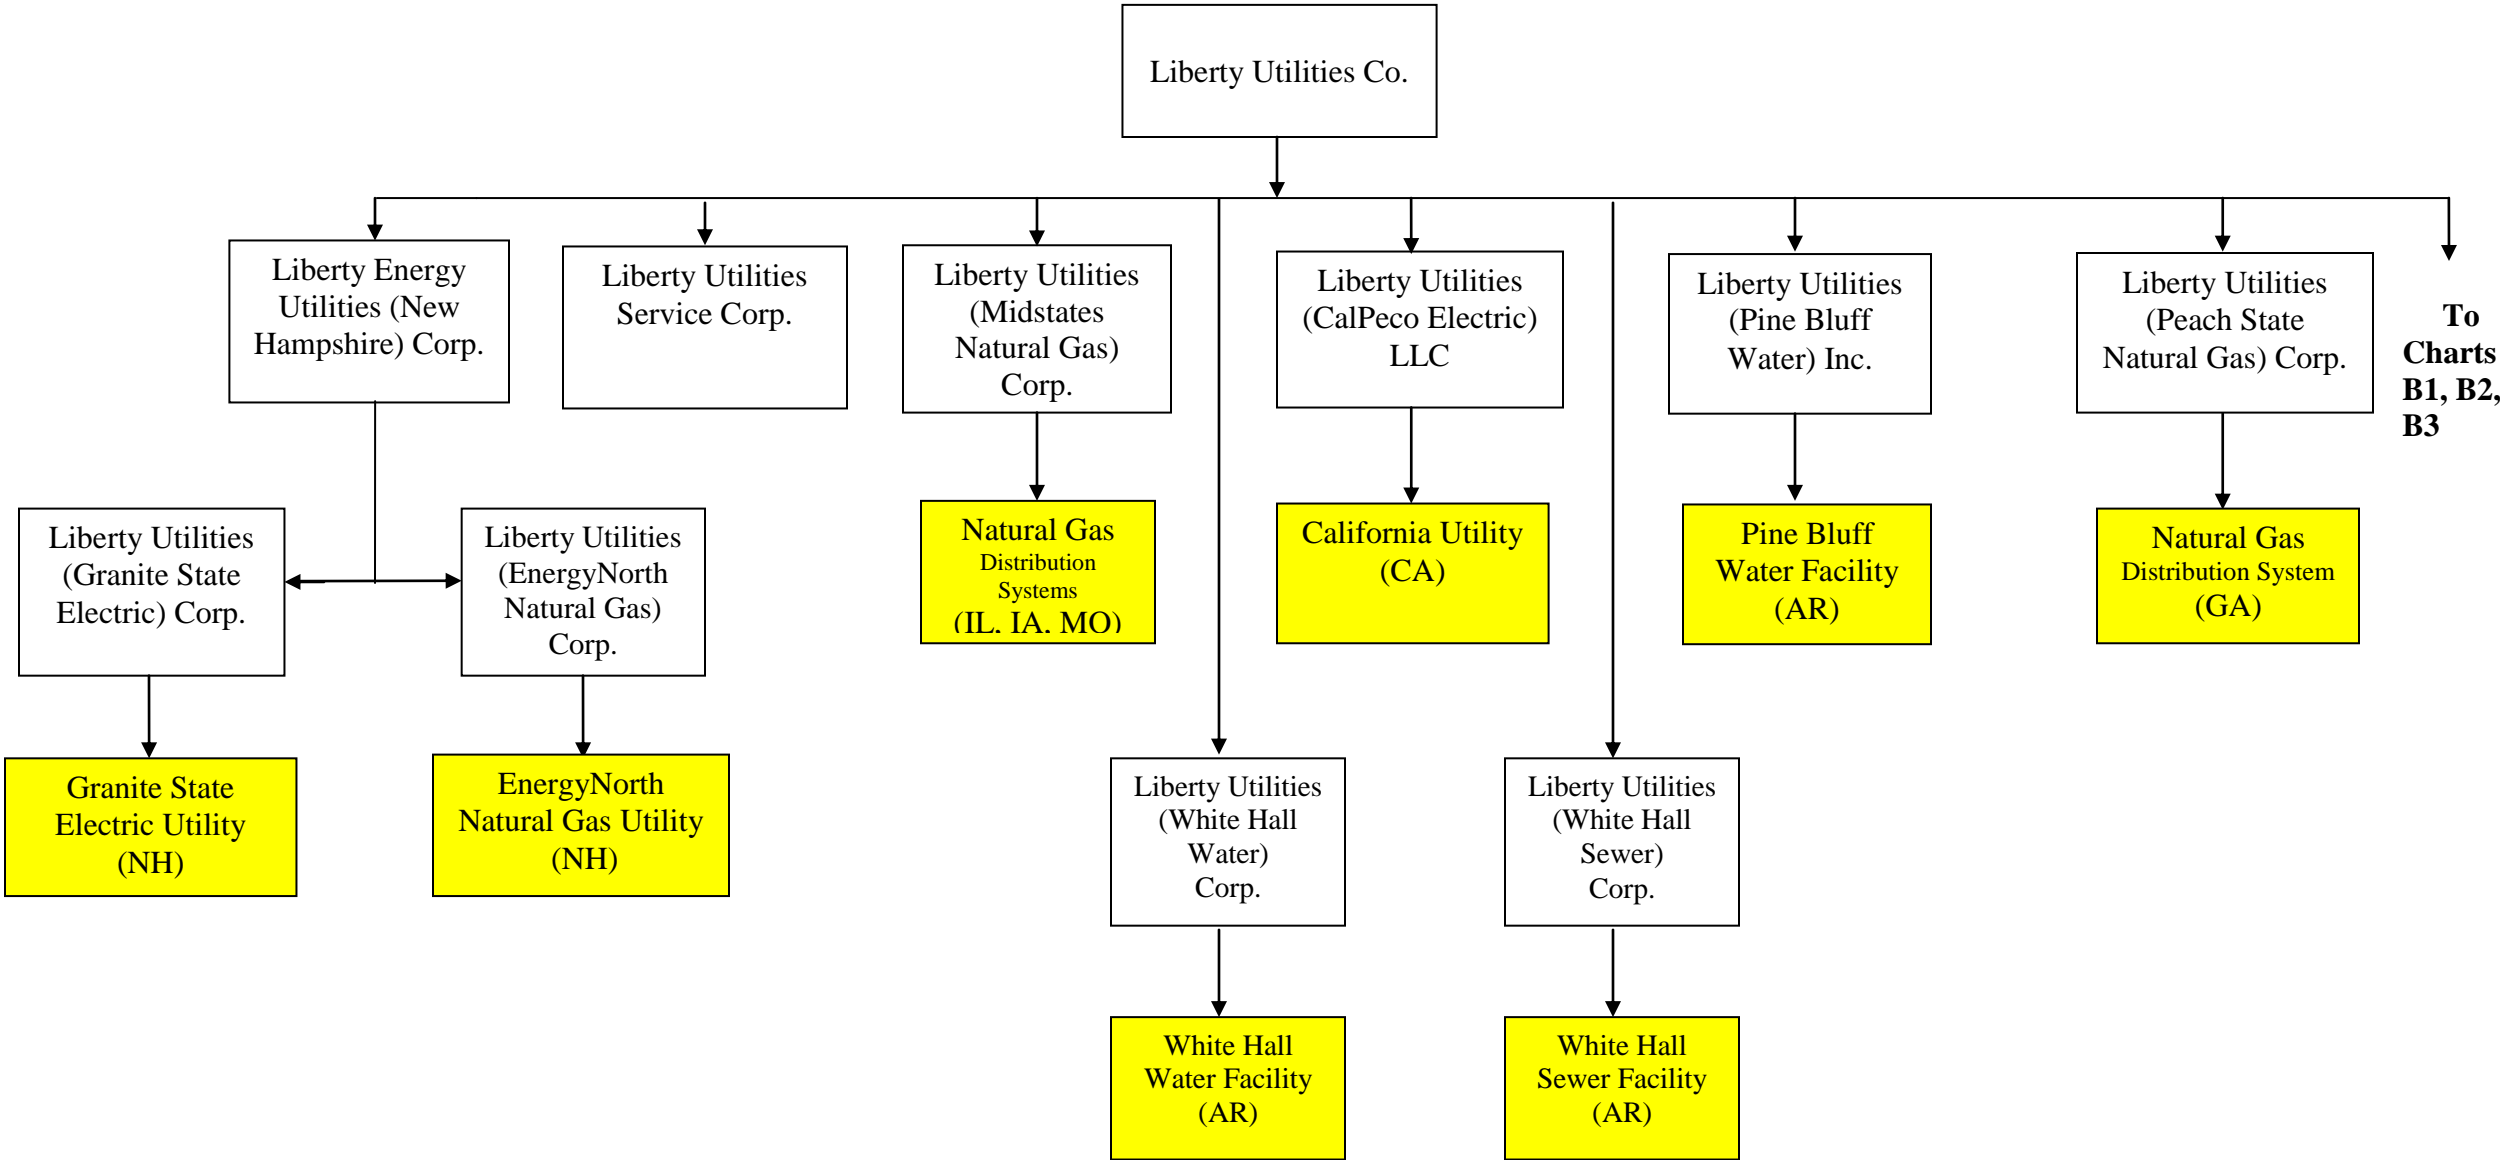 Liberty Utilities Co.
Liberty Energy
Utilities (New
Hampshire) Corp.
Liberty Utilities
Service Corp.
Liberty Utilities
(Midstates
Natural Gas)
Corp.
Liberty Utilities
(CalPeco Electric)
LLC
Liberty Utilities
(Pine Bluff
Water) Inc.
Liberty Utilities
(Peach State
Natural Gas) Corp.
To
Charts
B1, B2,
B3
Liberty Utilities
(Granite State
Electric) Corp.
Liberty Utilities
(EnergyNorth
Natural Gas)
Corp.
Natural Gas
Distribution
Systems
(IL, IA, MO)
California Utility
(CA)
Pine Bluff
Water Facility
(AR)
Natural Gas
Distribution System
(GA)
Granite State
Electric Utility
(NH)
EnergyNorth
Natural Gas Utility
(NH)
Liberty Utilities
(White Hall
Water)
Corp.
Liberty Utilities
(White Hall
Sewer)
Corp.
White Hall
Water Facility
(AR)
White Hall
Sewer Facility
(AR)